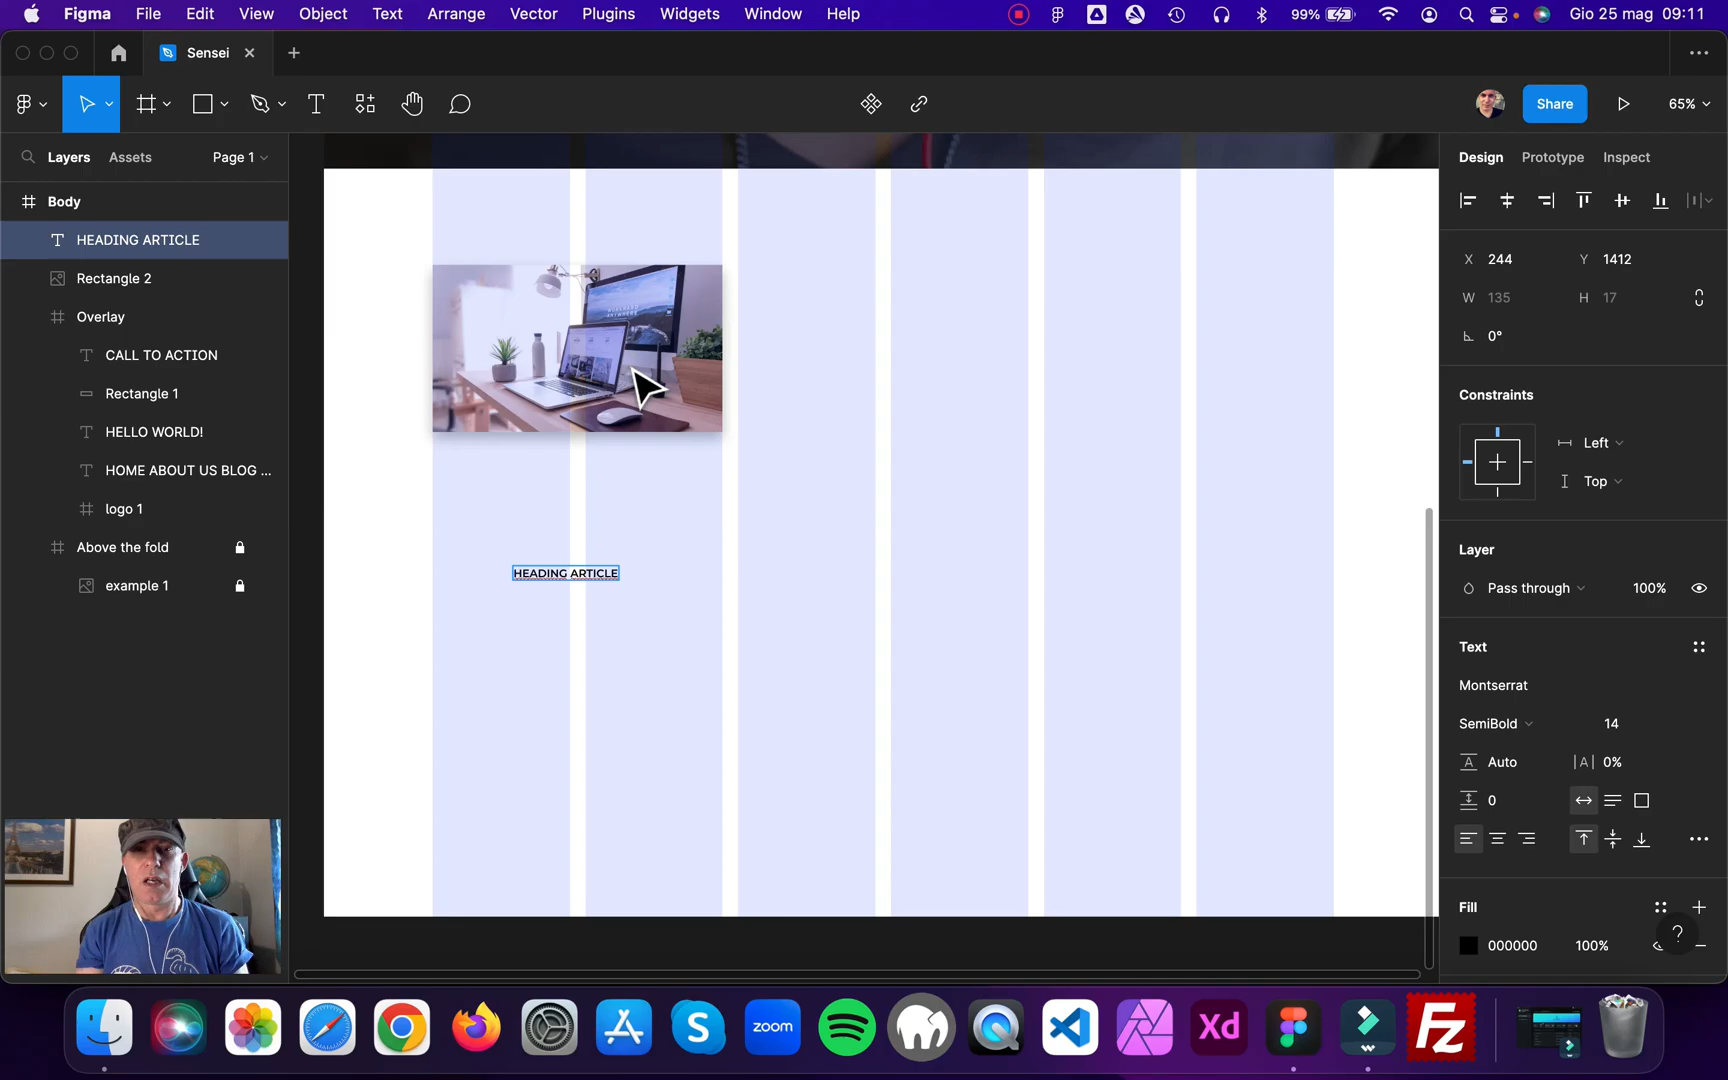 Figma File Edit View Object Text Arrange Vector Plugins Widgets Window Help 99% Gio 25 mag 09:11
Sensei
Share 65%
Layers Assets Page 1
Design Prototype Inspect
Body
HEADING ARTICLE
X 244 Y 1412
Rectangle 2
W 135 H 17
Overlay
0°
CALL TO ACTION
Rectangle 1
Constraints
HELLO WORLD!
Left
HOME ABOUT US BLOG ...
Top
logo 1
Above the fold
Layer
example 1
Pass through 100%
HEADING ARTICLE
Text
Montserrat
SemiBold 14
A Auto |A| 0%
0
Fill
000000 100%
?
S zoom Xd Fz